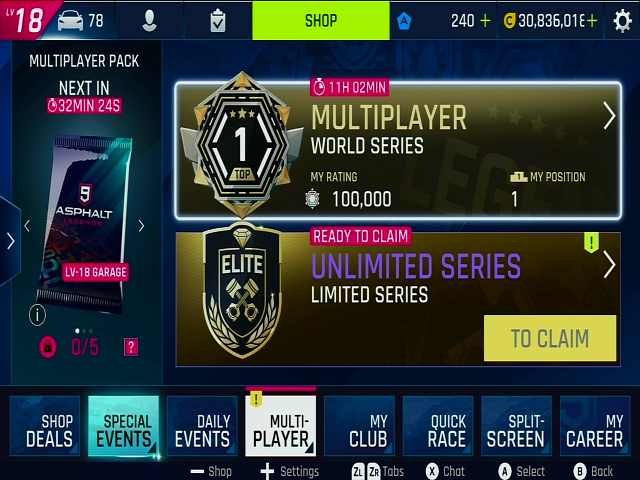 LV 18
78
SHOP
240 +
C 30,836,018+
MULTIPLAYER PACK
NEXT IN
32MIN 24S
9
ASPHALT
LEGENDS
LV-18 GARAGE
i
0/5
?
11H 02MIN
MULTIPLAYER
WORLD SERIES
MY RATING
MY POSITION
100,000
1
1
TOP
READY TO CLAIM
!
ELITE
UNLIMITED SERIES
LIMITED SERIES
TO CLAIM
SHOP
DEALS
SPECIAL
EVENTS
DAILY
EVENTS
!
MULTI-
PLAYER
MY
CLUB
QUICK
RACE
SPLIT-
SCREEN
MY
CAREER
Shop
Settings
ZL ZR Tabs
X Chat
A Select
B Back